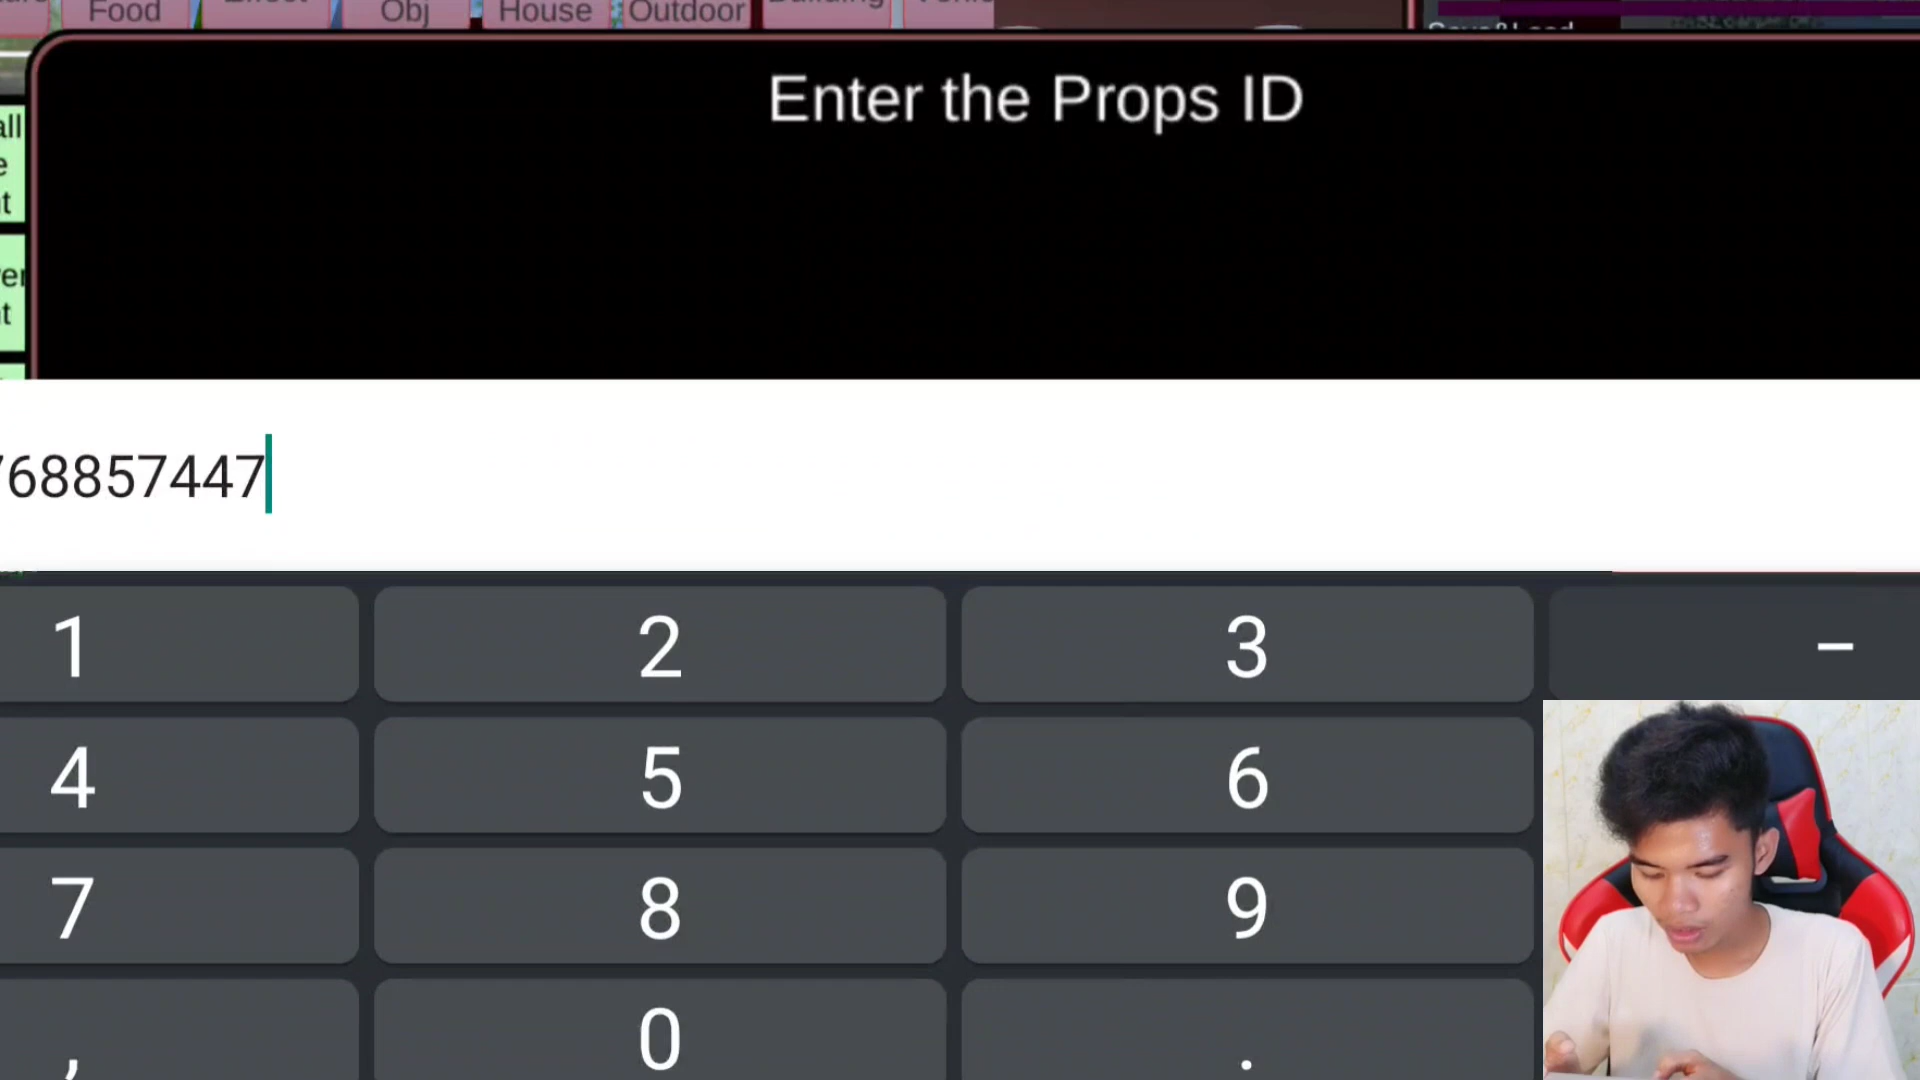 Food
Obj
House
Outdoor
Enter the Props ID
768857447
1 2 3 –
4 5 6
7 8 9
, 0 .